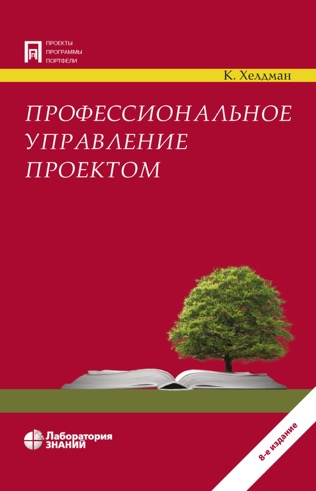 ПРОЕКТЫ
ПРОГРАММЫ
ПОРТФЕЛИ
К. Хелдман
ПРОФЕССИОНАЛЬНОЕ
УПРАВЛЕНИЕ
ПРОЕКТОМ
8-е издание
Лаборатория
ЗНАНИЙ